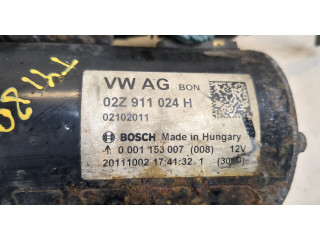 VW AG BON
02Z 911 024 H
02102011
BOSCH Made in Hungary
0 001 153 007 (008) 12V
20111002 17:41:32 1